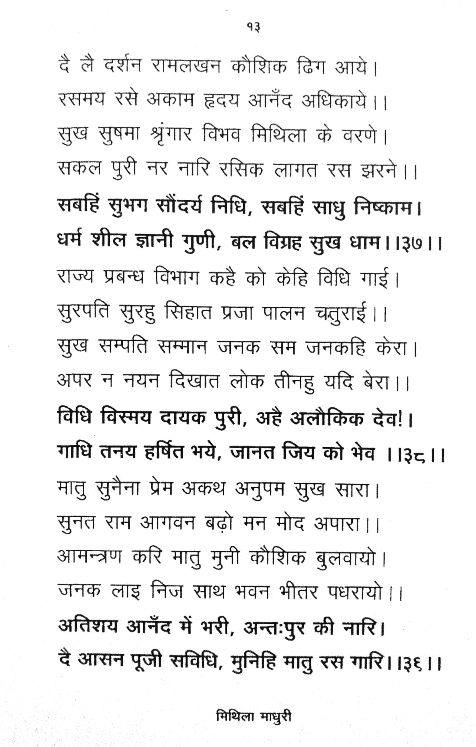 १३
दै लै दर्शन रामलखन कौशिक ढिग आये।
रसमय रसे अकाम हृदय आनँद अधिकाये।।
सुख सुषमा श्रृंगार विभव मिथिला के वरणे।
सकल पुरी नर नारि रसिक लागत रस झरने।।
सबहिं सुभग सौंदर्य निधि, सबहिं साधु निष्काम।
धर्म शील ज्ञानी गुणी, बल विग्रह सुख धाम।।३७।।
राज्य प्रबन्ध विभाग कहै को केहि विधि गाई।
सुरपति सुरहु सिहात प्रजा पालन चतुराई।।
सुख सम्पति सम्मान जनक सम जनकहि केरा।
अपर न नयन दिखात लोक तीनहु यदि बेरा।।
विधि विस्मय दायक पुरी, अहै अलौकिक देव!।
गाधि तनय हर्षित भये, जानत जिय को भेव ।।३८।।
मातु सुनैना प्रेम अकथ अनुपम सुख सारा।
सुनत राम आगवन बढ़ो मन मोद अपारा।।
आमन्त्रण करि मातु मुनी कौशिक बुलवायो।
जनक लाइ निज साथ भवन भीतर पधरायो।।
अतिशय आनँद में भरी, अन्तःपुर की नारि।
दै आसन पूजी सविधि, मुनिहि मातु रस गारि।।३६।।
मिथिला माधुरी